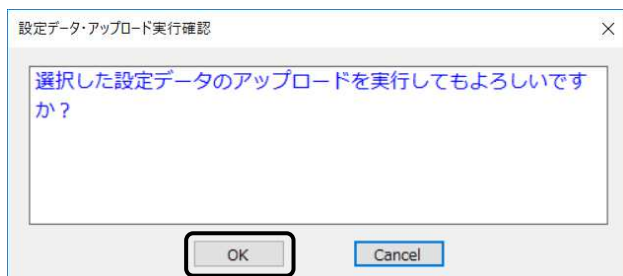 設定データ・アップロード実行確認
選択した設定データのアップロードを実行してもよろしいです
か？
OK
Cancel